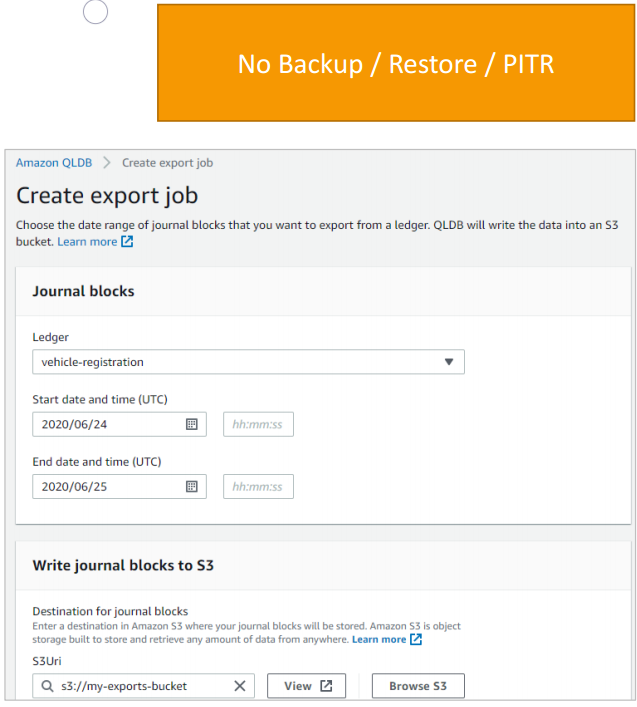 No Backup / Restore / PITR
Amazon QLDB > Create export job
Create export job
Choose the date range of journal blocks that you want to export from a ledger. QLDB will write the data into an S3
bucket. Learn more
Journal blocks
Ledger
vehicle-registration
Start date and time (UTC)
2020/06/24 hh:mm:ss
End date and time (UTC)
2020/06/25 hh:mm:ss
Write journal blocks to S3
Destination for journal blocks
Enter a destination in Amazon S3 where your journal blocks will be stored. Amazon S3 is object
storage built to store and retrieve any amount of data from anywhere. Learn more
S3Uri
s3://my-exports-bucket View Browse S3